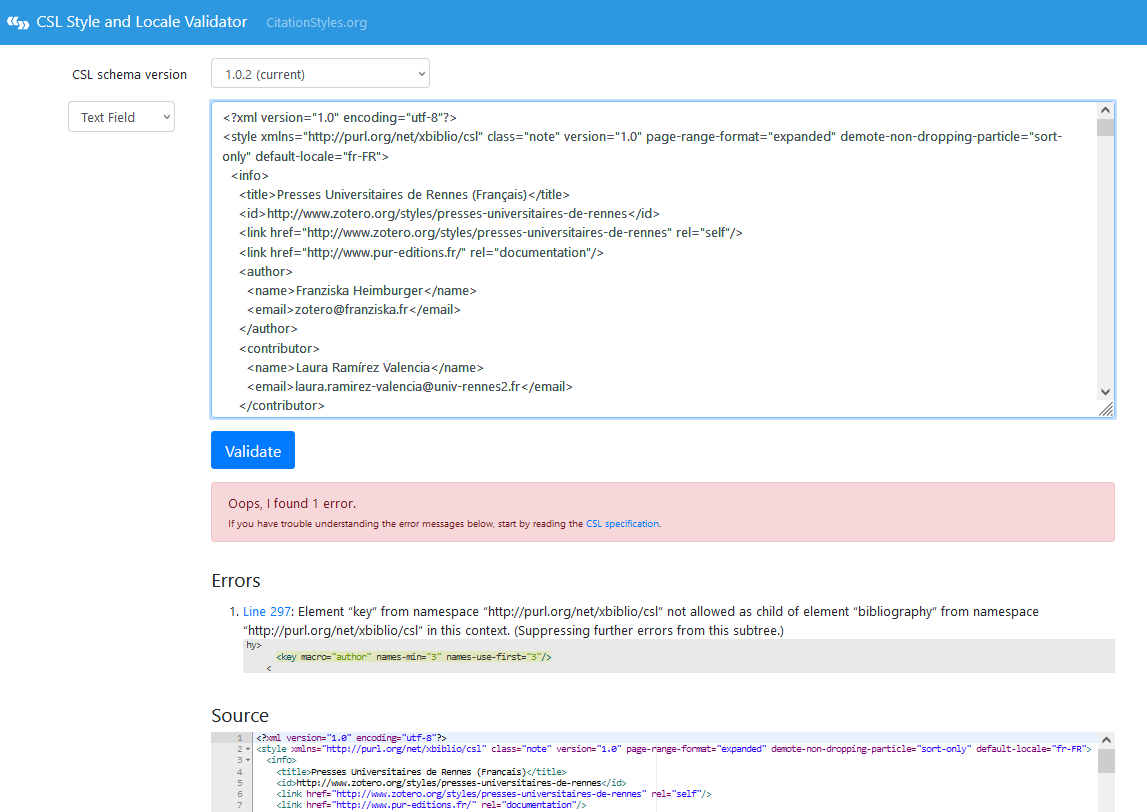 CSL Style and Locale Validator CitationStyles.org
CSL schema version 1.0.2 (current)
Text Field
<?xml version="1.0" encoding="utf-8"?>
<style xmlns="http://purl.org/net/xbiblio/csl" class="note" version="1.0" page-range-format="expanded" demote-non-dropping-particle="sort-
only" default-locale="fr-FR">
<info>
<title>Presses Universitaires de Rennes (Français)</title>
<id>http://www.zotero.org/styles/presses-universitaires-de-rennes</id>
<link href="http://www.zotero.org/styles/presses-universitaires-de-rennes" rel="self"/>
<link href="http://www.pur-editions.fr/" rel="documentation"/>
<author>
<name>Franziska Heimburger</name>
<email>zotero@franziska.fr</email>
</author>
<contributor>
<name>Laura Ramírez Valencia</name>
<email>laura.ramirez-valencia@univ-rennes2.fr</email>
</contributor>
Validate
Oops, I found 1 error.
If you have trouble understanding the error messages below, start by reading the CSL specification.
Errors
1. Line 297: Element “key” from namespace “http://purl.org/net/xbiblio/csl” not allowed as child of element “bibliography” from namespace
“http://purl.org/net/xbiblio/csl” in this context. (Suppressing further errors from this subtree.)
hy>
<key macro="author" names-min="3" names-use-first="3"/>
<
Source
1 <?xml version="1.0" encoding="utf-8"?>
2 <style xmlns="http://purl.org/net/xbiblio/csl" class="note" version="1.0" page-range-format="expanded" demote-non-dropping-particle="sort-only" default-locale="fr-FR">
3 <info>
4 <title>Presses Universitaires de Rennes (Français)</title>
5 <id>http://www.zotero.org/styles/presses-universitaires-de-rennes</id>
6 <link href="http://www.zotero.org/styles/presses-universitaires-de-rennes" rel="self"/>
7 <link href="http://www.pur-editions.fr/" rel="documentation"/>